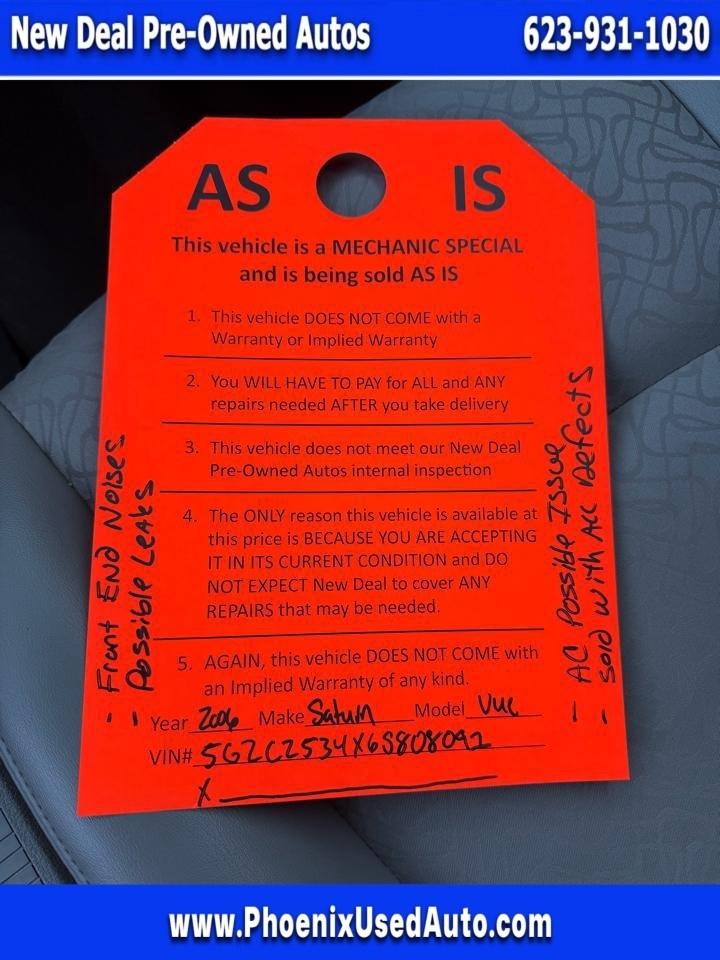 New Deal Pre-Owned Autos 623-931-1030
AS IS
This vehicle is a MECHANIC SPECIAL
and is being sold AS IS
1. This vehicle DOES NOT COME with a
Warranty or Implied Warranty
2. You WILL HAVE TO PAY for ALL and ANY
repairs needed AFTER you take delivery
3. This vehicle does not meet our New Deal
Pre-Owned Autos internal inspection
4. The ONLY reason this vehicle is available at
this price is BECAUSE YOU ARE ACCEPTING
IT IN ITS CURRENT CONDITION and DO
NOT EXPECT New Deal to cover ANY
REPAIRS that may be needed.
5. AGAIN, this vehicle DOES NOT COME with
an Implied Warranty of any kind.
Year 2006 Make Saturn Model Vue
VIN# 5GZCZ534X6S808092
X
- Front End Noises
- Possible Leaks
- AC Possible Issue
- Sold with All Defects
www.PhoenixUsedAuto.com